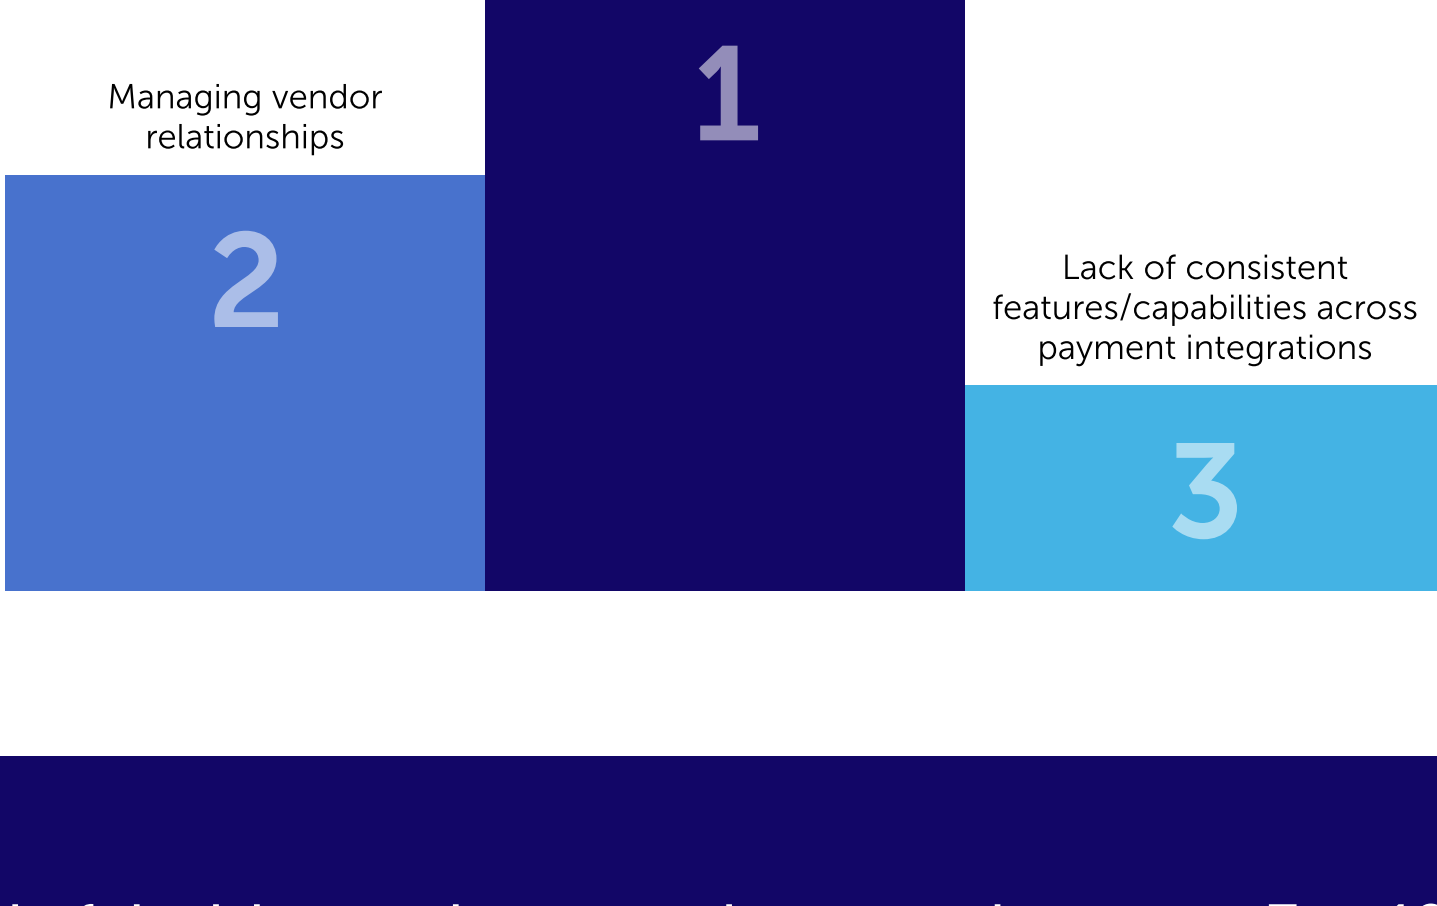 1
Managing vendor
relationships
2
Lack of consistent
features/capabilities across
payment integrations
3